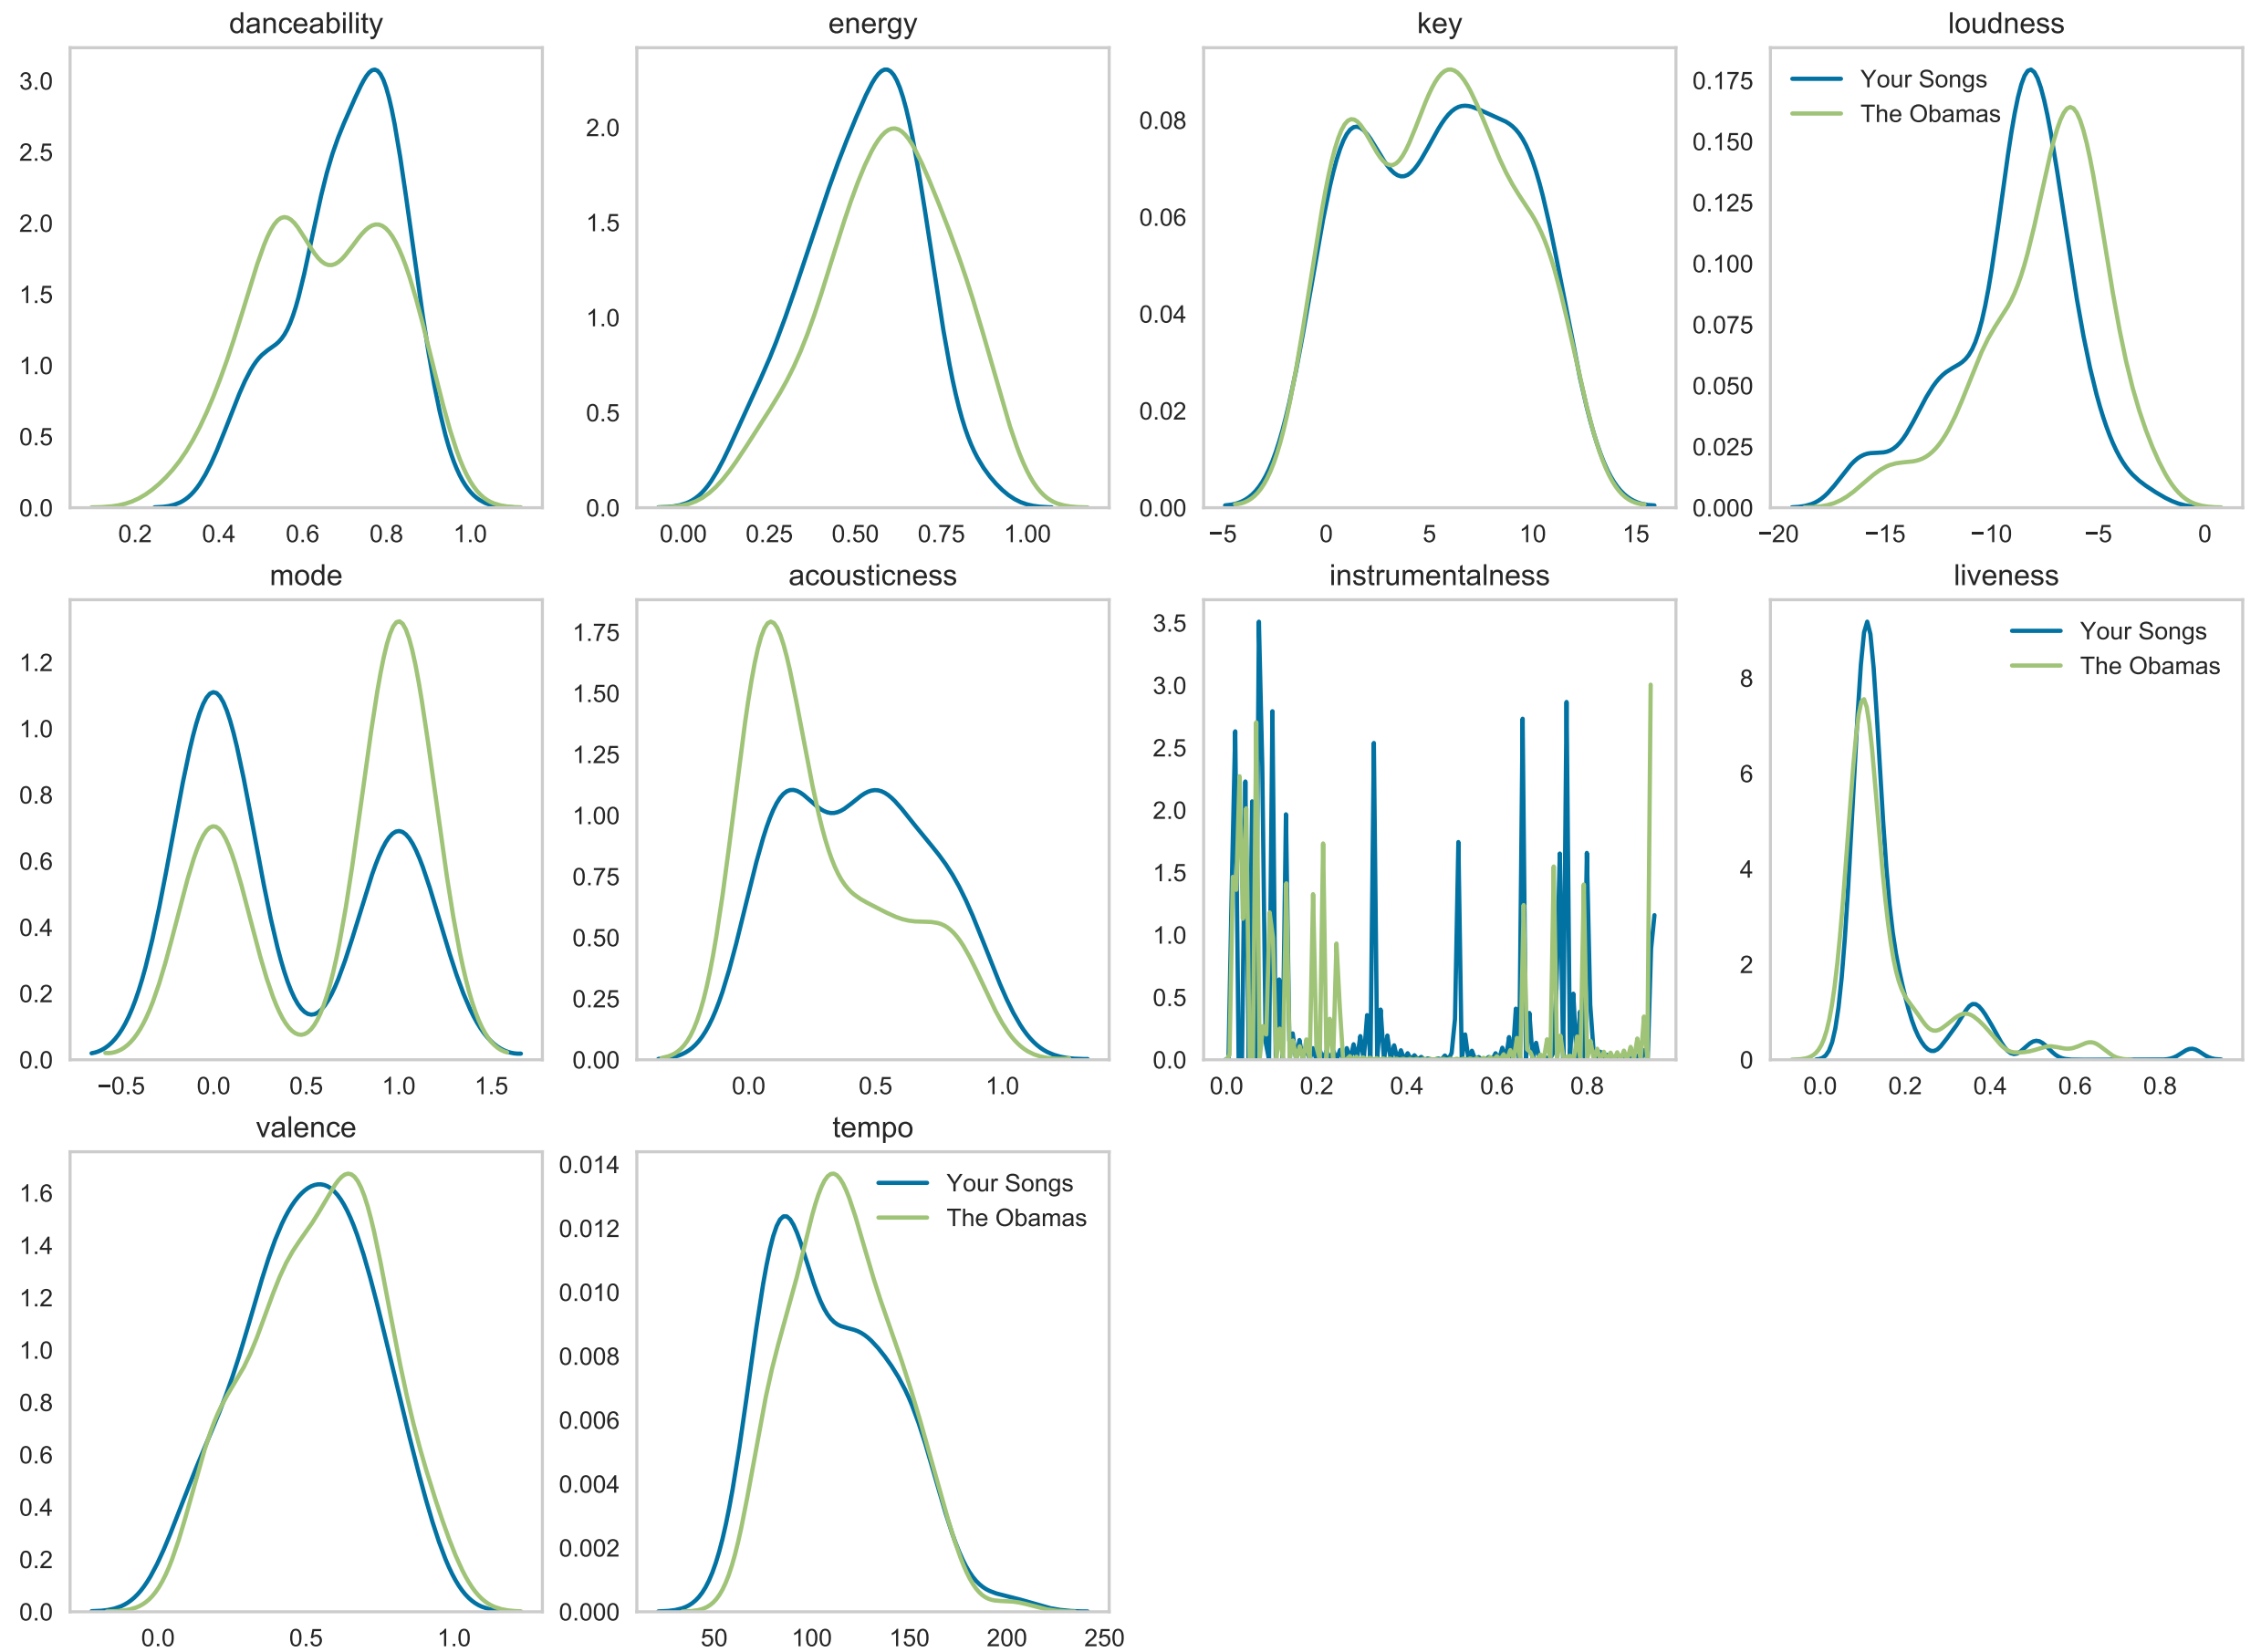 danceability
3.0
2.5
2.0
1.5
1.0
0.5
0.0
0.2 0.4 0.6 0.8 1.0
energy
2.0
1.5
1.0
0.5
0.0
0.00 0.25 0.50 0.75 1.00
key
0.08
0.06
0.04
0.02
0.00
−5 0 5 10 15
loudness
Your Songs
The Obamas
0.175
0.150
0.125
0.100
0.075
0.050
0.025
0.000
−20 −15 −10 −5 0
mode
1.2
1.0
0.8
0.6
0.4
0.2
0.0
−0.5 0.0 0.5 1.0 1.5
acousticness
1.75
1.50
1.25
1.00
0.75
0.50
0.25
0.00
0.0 0.5 1.0
instrumentalness
3.5
3.0
2.5
2.0
1.5
1.0
0.5
0.0
0.0 0.2 0.4 0.6 0.8
liveness
Your Songs
The Obamas
8
6
4
2
0
0.0 0.2 0.4 0.6 0.8
valence
1.6
1.4
1.2
1.0
0.8
0.6
0.4
0.2
0.0
0.0 0.5 1.0
tempo
Your Songs
The Obamas
0.014
0.012
0.010
0.008
0.006
0.004
0.002
0.000
50 100 150 200 250